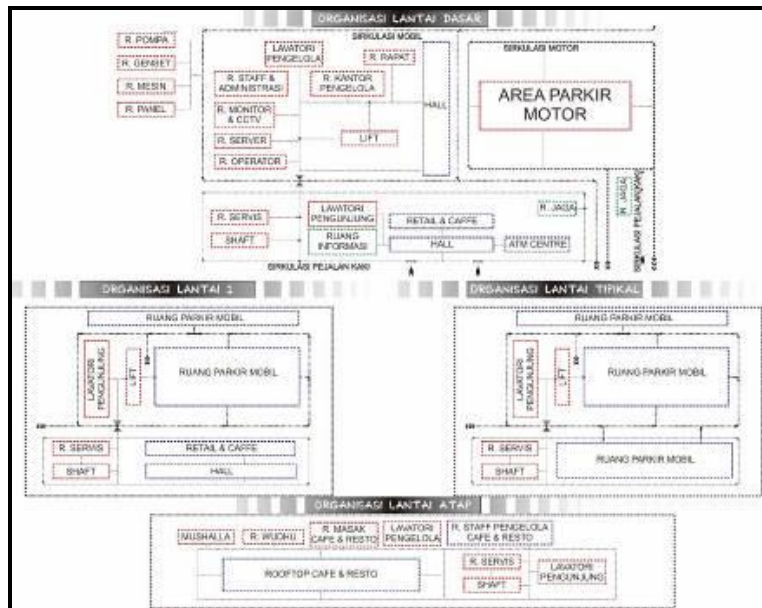 ORGANISASI LANTAI DASAR
R. POMPA
R. GENSET
R. MESIN
R. PANEL
SIRKULASI MOBIL
LAVATORI
PENGELOLA
R. RAPAT
R. STAFF &
ADMINISTRASI
R. KANTOR
PENGELOLA
HALL
R. MONITOR
& CCTV
LIFT
R. SERVER
R. OPERATOR
SIRKULASI MOTOR
AREA PARKIR
MOTOR
R. JAGA
SIRKULASI PEJALAN KAKI
R. SERVIS
SHAFT
LAVATORI
PENGUNJUNG
RUANG
INFORMASI
RETAIL & CAFFE
HALL
ATM CENTRE
R. JAGA
SIRKULASI PEJALAN KAKI
ORGANISASI LANTAI 1
RUANG PARKIR MOBIL
LAVATORI
PENGUNJUNG
LIFT
RUANG PARKIR MOBIL
R. SERVIS
SHAFT
RETAIL & CAFFE
HALL
ORGANISASI LANTAI TIPIKAL
RUANG PARKIR MOBIL
LAVATORI
PENGUNJUNG
LIFT
RUANG PARKIR MOBIL
R. SERVIS
SHAFT
RUANG PARKIR MOBIL
ORGANISASI LANTAI ATAP
MUSHALLA
R. WUDHU
R. MASAK
CAFE & RESTO
LAVATORI
PENGELOLA
R. STAFF PENGELOLA
CAFE & RESTO
ROOFTOP CAFE & RESTO
R. SERVIS
SHAFT
LAVATORI
PENGUNJUNG